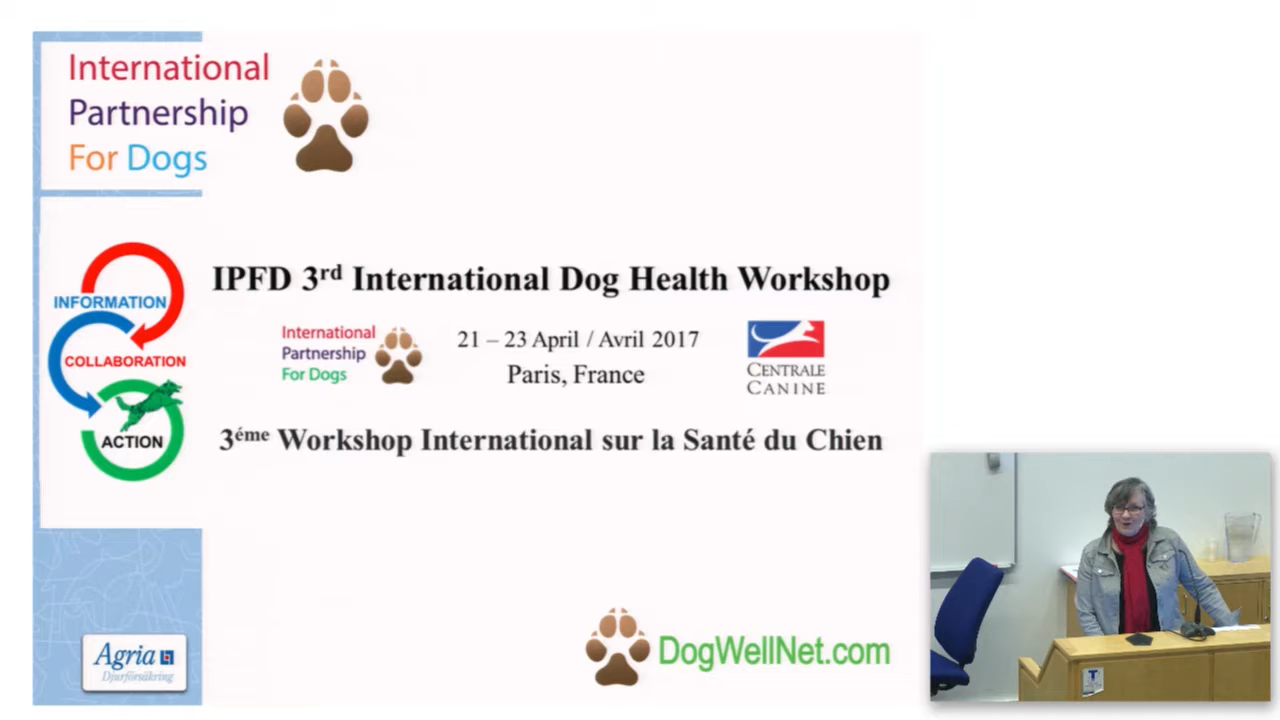 International
Partnership
For Dogs
INFORMATION
COLLABORATION
ACTION
IPFD 3rd International Dog Health Workshop
International
Partnership
For Dogs
21 – 23 April / Avril 2017
Paris, France
CENTRALE
CANINE
3éme Workshop International sur la Santé du Chien
Agria
Djurförsäkring
DogWellNet.com
T